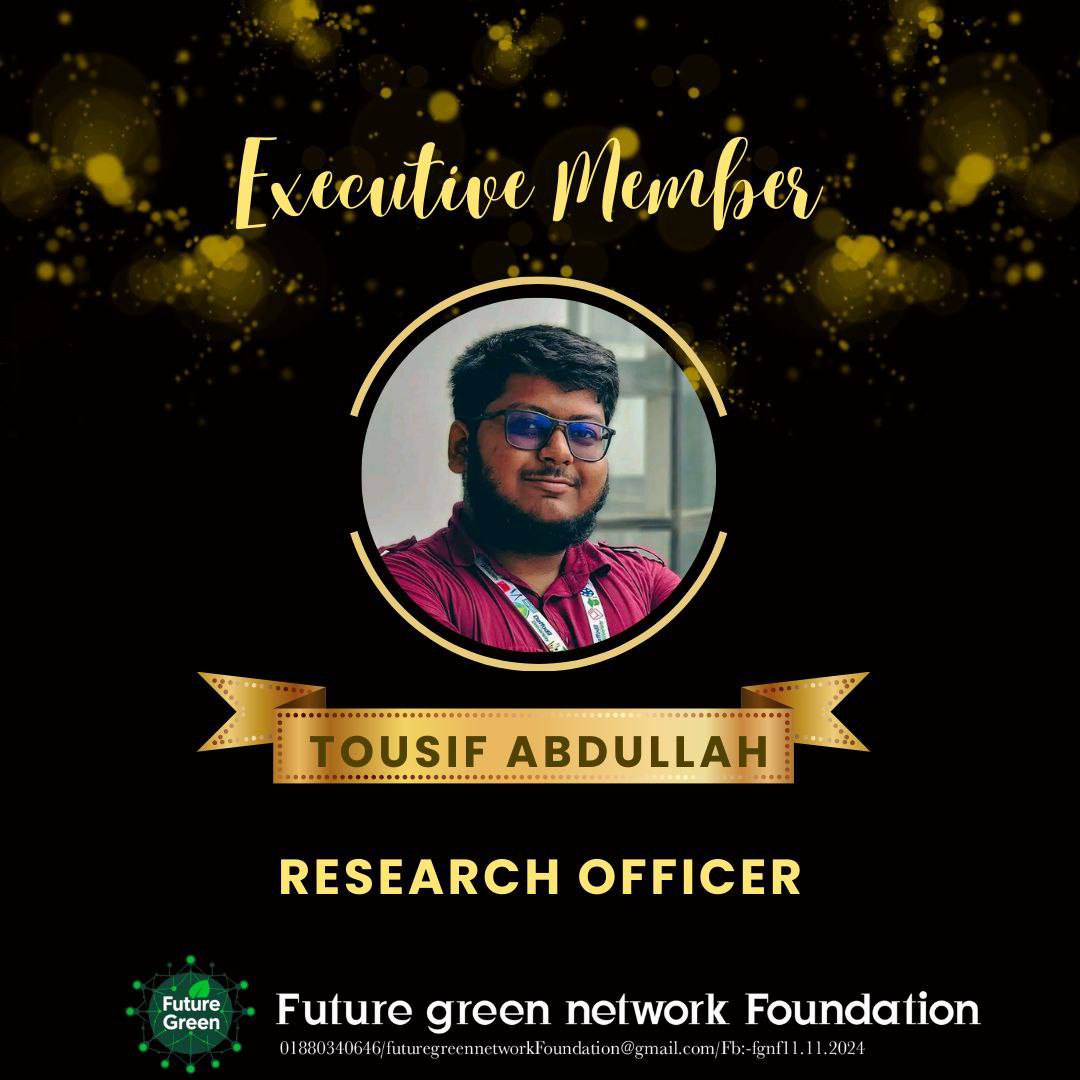 Executive Member
TOUSIF ABDULLAH
RESEARCH OFFICER
Future
Green
Future green network Foundation
01880340646/futuregreennetworkFoundation@gmail.com/Fb:-fgnf11.11.2024